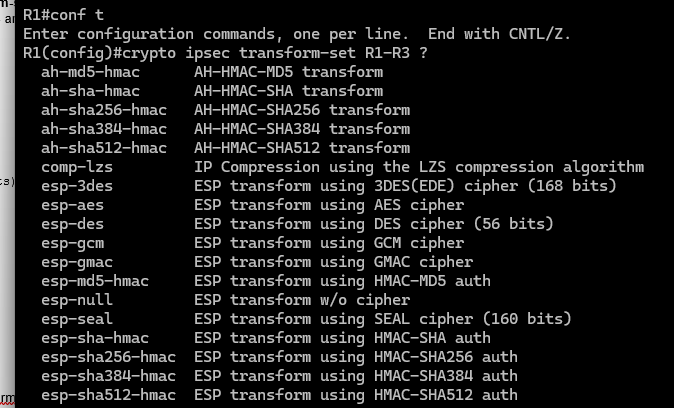 R1#conf t
Enter configuration commands, one per line.  End with CNTL/Z.
R1(config)#crypto ipsec transform-set R1-R3 ?
  ah-md5-hmac      AH-HMAC-MD5 transform
  ah-sha-hmac      AH-HMAC-SHA transform
  ah-sha256-hmac   AH-HMAC-SHA256 transform
  ah-sha384-hmac   AH-HMAC-SHA384 transform
  ah-sha512-hmac   AH-HMAC-SHA512 transform
  comp-lzs         IP Compression using the LZS compression algorithm
  esp-3des         ESP transform using 3DES(EDE) cipher (168 bits)
  esp-aes          ESP transform using AES cipher
  esp-des          ESP transform using DES cipher (56 bits)
  esp-gcm          ESP transform using GCM cipher
  esp-gmac         ESP transform using GMAC cipher
  esp-md5-hmac     ESP transform using HMAC-MD5 auth
  esp-null         ESP transform w/o cipher
  esp-seal         ESP transform using SEAL cipher (160 bits)
  esp-sha-hmac     ESP transform using HMAC-SHA auth
  esp-sha256-hmac  ESP transform using HMAC-SHA256 auth
  esp-sha384-hmac  ESP transform using HMAC-SHA384 auth
  esp-sha512-hmac  ESP transform using HMAC-SHA512 auth